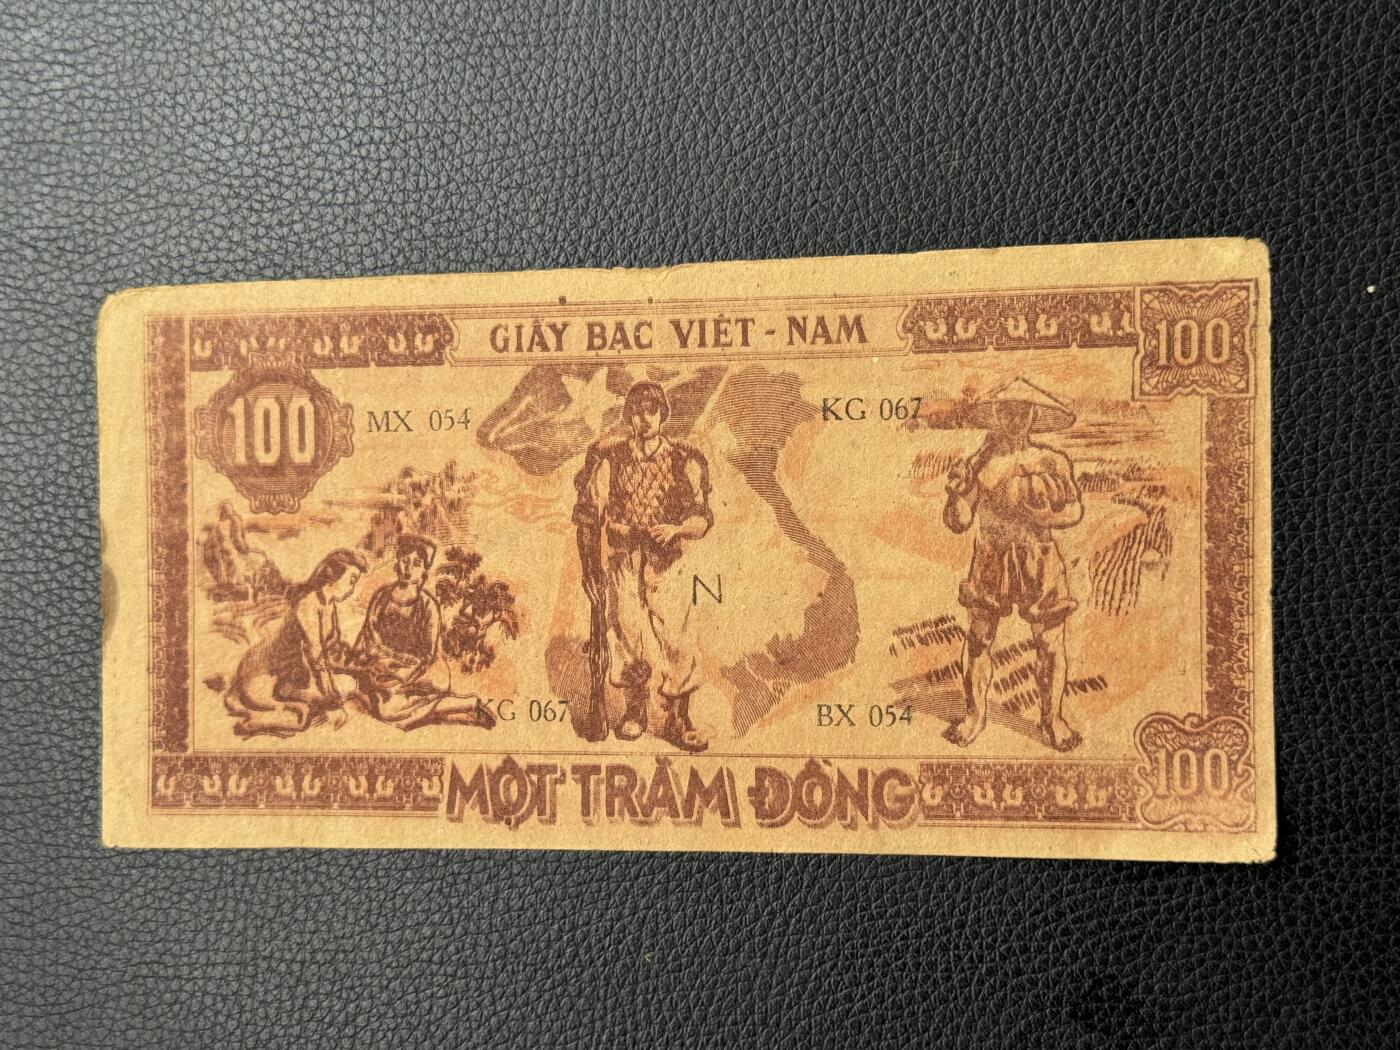 GIẤY BẠC VIỆT-NAM
100
100
MX 054
KG 067
N
KG 067
BX 054
MỘT TRĂM ĐỒNG
100